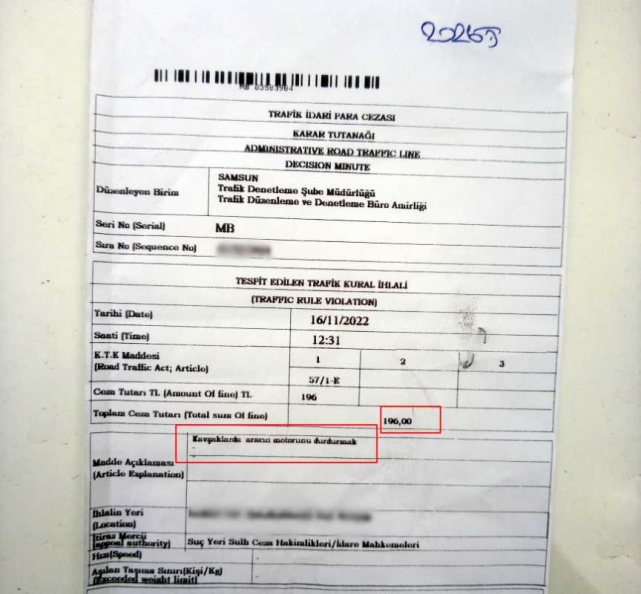 TRAFİK İDARİ PARA CEZASI
KARAR TUTANAĞI
ADMINISTRATIVE ROAD TRAFFIC LINE
DECISION MINUTE
Düzenleyen Birim
SAMSUN
Trafik Denetleme Şube Müdürlüğü
Trafik Düzenleme ve Denetleme Büro Amirliği
Seri No (Serial) MB
Sıra No (Sequence No)
TESPİT EDİLEN TRAFİK KURAL İHLALİ
(TRAFFIC RULE VIOLATION)
Tarihi (Date) 16/11/2022
Saati (Time) 12:31
K.T.K Maddesi
(Road Traffic Act; Article)
1 2 3
57/1-E
Ceza Tutarı TL (Amount Of fine) TL 196
Toplam Ceza Tutarı (Total sum Of fine) 196,00
Kavşaklarda aracın motorunu durdurmak
Madde Açıklaması
(Article Explanation)
İhlalin Yeri
(Location)
İtiraz Mercii
(appeal authority) Suç Yeri Sulh Ceza Hakimlikleri/İdare Mahkemeleri
Hızı(Speed)
Aşılan Taşıma Sınırı(Kişi/Kg)
(Exceeded weight limit)